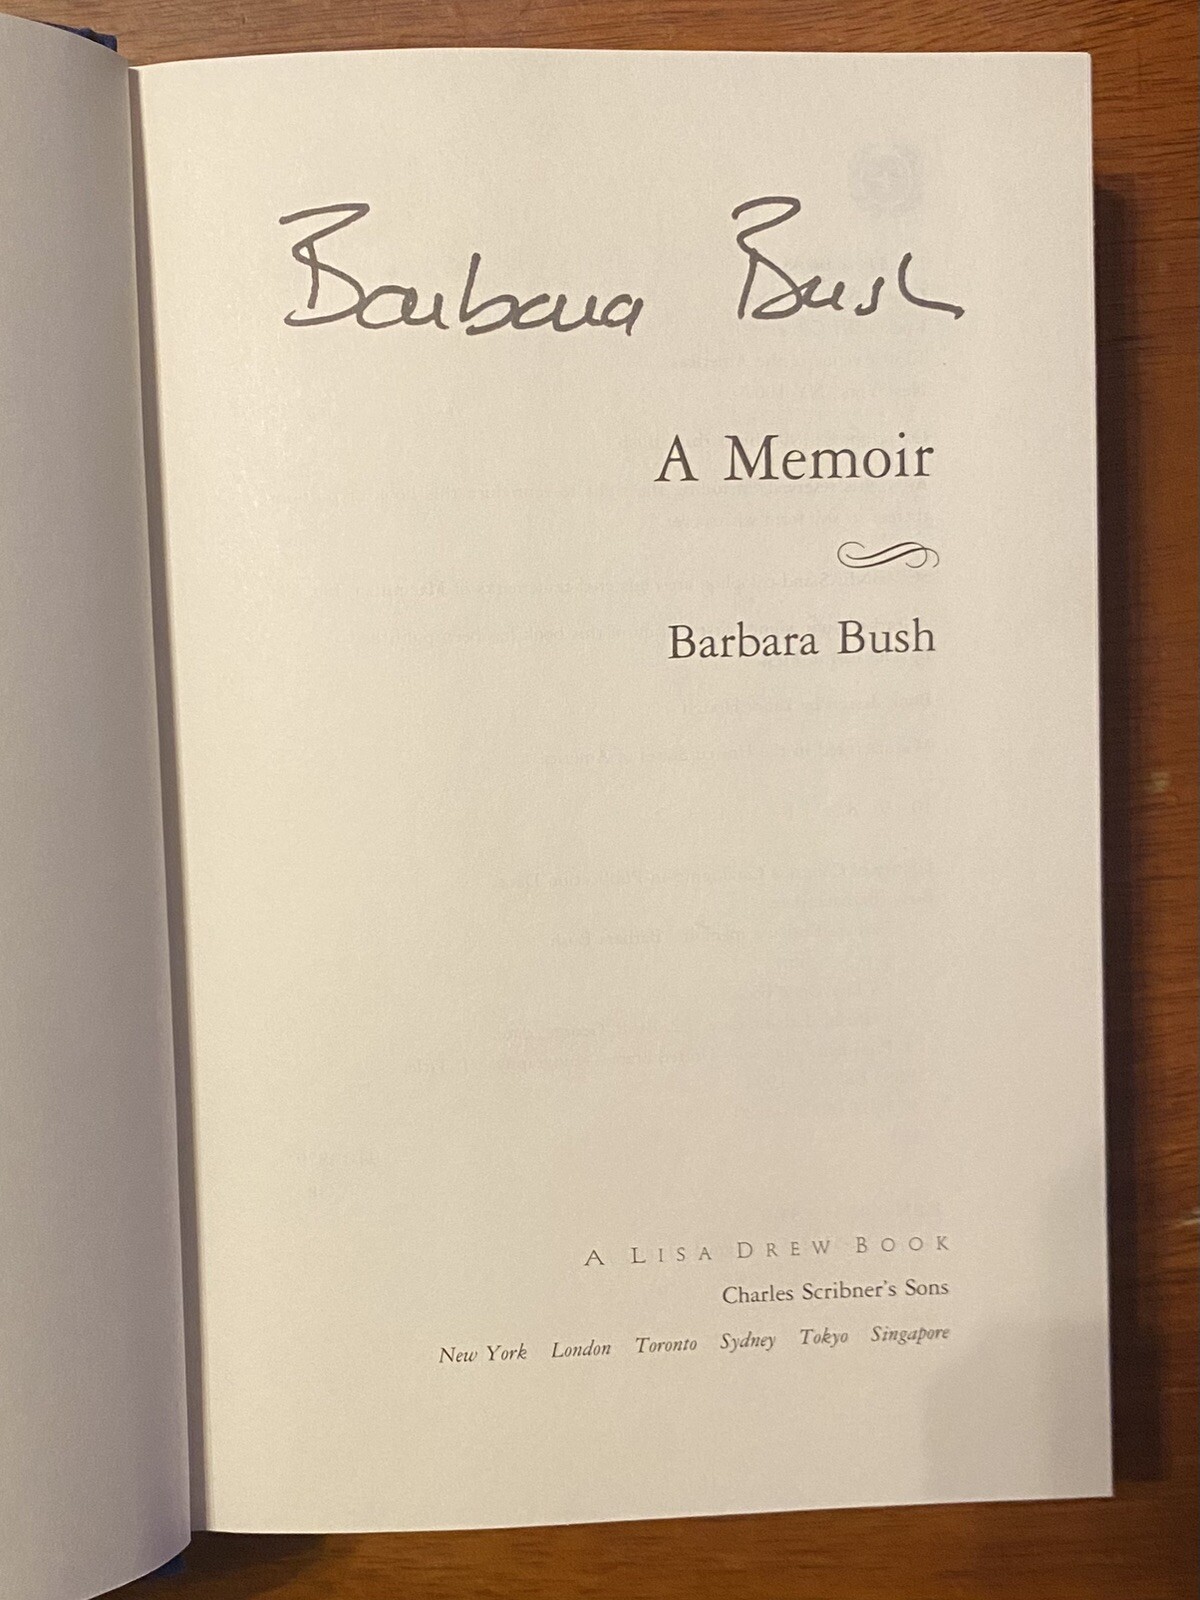 Barbara Bush
A Memoir
Barbara Bush
A LISA DREW BOOK
Charles Scribner's Sons
New York London Toronto Sydney Tokyo Singapore